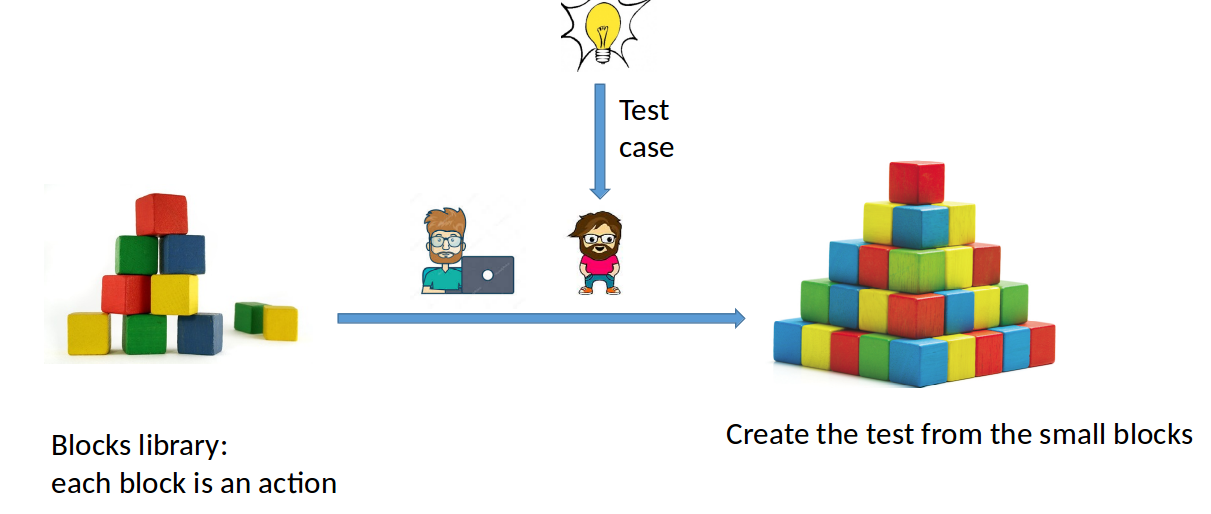 Test
case
Blocks library:
each block is an action
Create the test from the small blocks